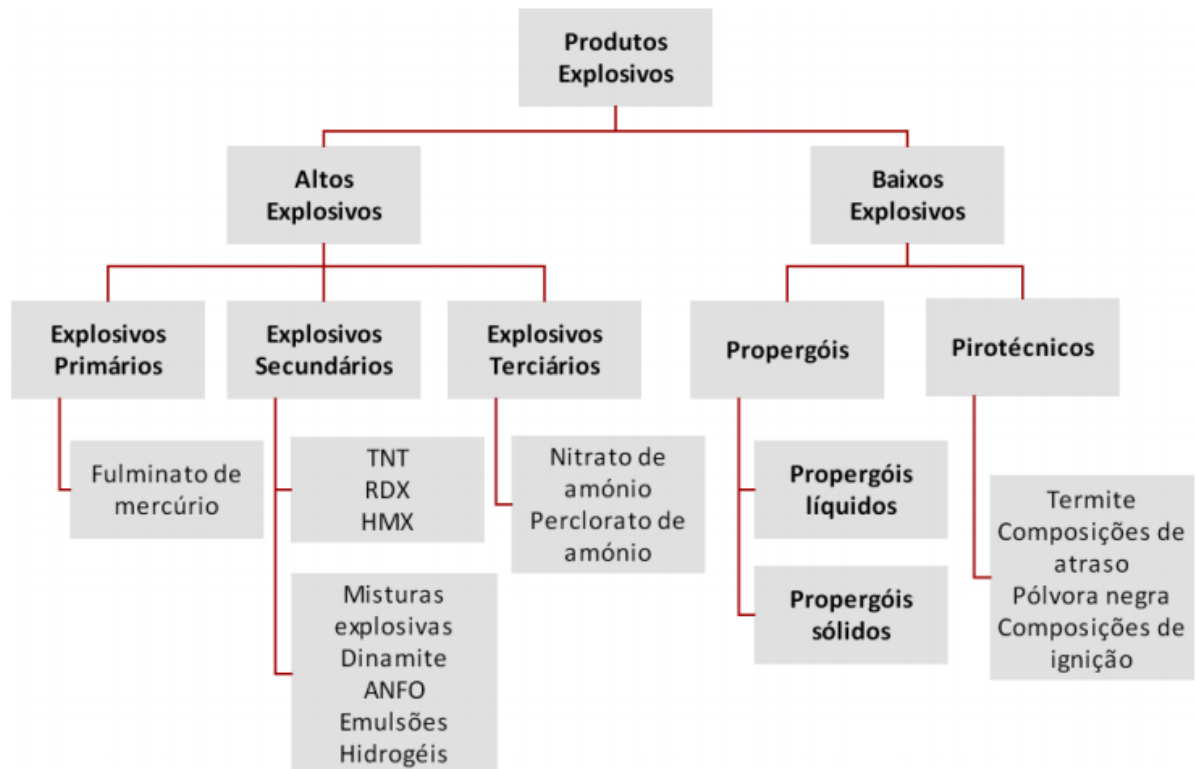 Produtos
Explosivos
Altos
Explosivos
Baixos
Explosivos
Explosivos
Primários
Explosivos
Secundários
Explosivos
Terciários
Propergóis
Pirotécnicos
Fulminato de
mercúrio
TNT
RDX
HMX
Misturas
explosivas
Dinamite
ANFO
Emulsões
Hidrogéis
Nitrato de
amónio
Perclorato de
amónio
Propergóis
líquidos
Propergóis
sólidos
Termite
Composições de
atraso
Pólvora negra
Composições de
ignição